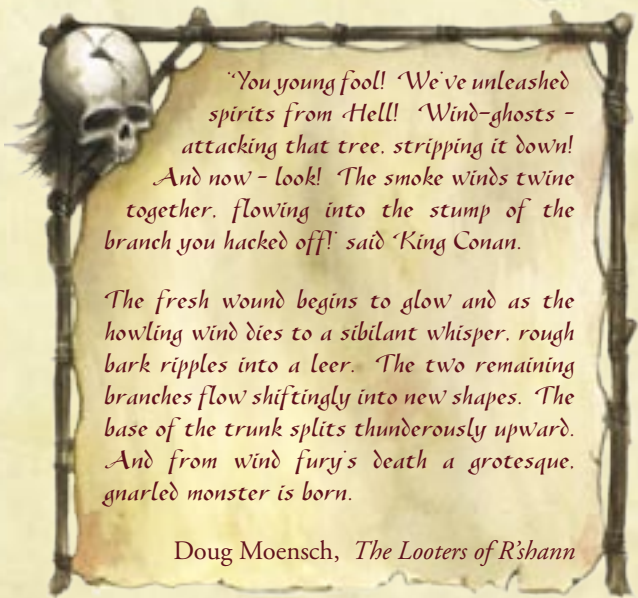 'You young fool! We've unleashed
spirits from Hell! Wind-ghosts -
attacking that tree, stripping it down!
And now - look! The smoke winds twine
together, flowing into the stump of the
branch you hacked off!' said King Conan.
The fresh wound begins to glow and as the
howling wind dies to a sibilant whisper, rough
bark ripples into a leer. The two remaining
branches flow shiftingly into new shapes. The
base of the trunk splits thunderously upward.
And from wind fury's death a grotesque,
gnarled monster is born.
Doug Moensch, The Looters of R'shann